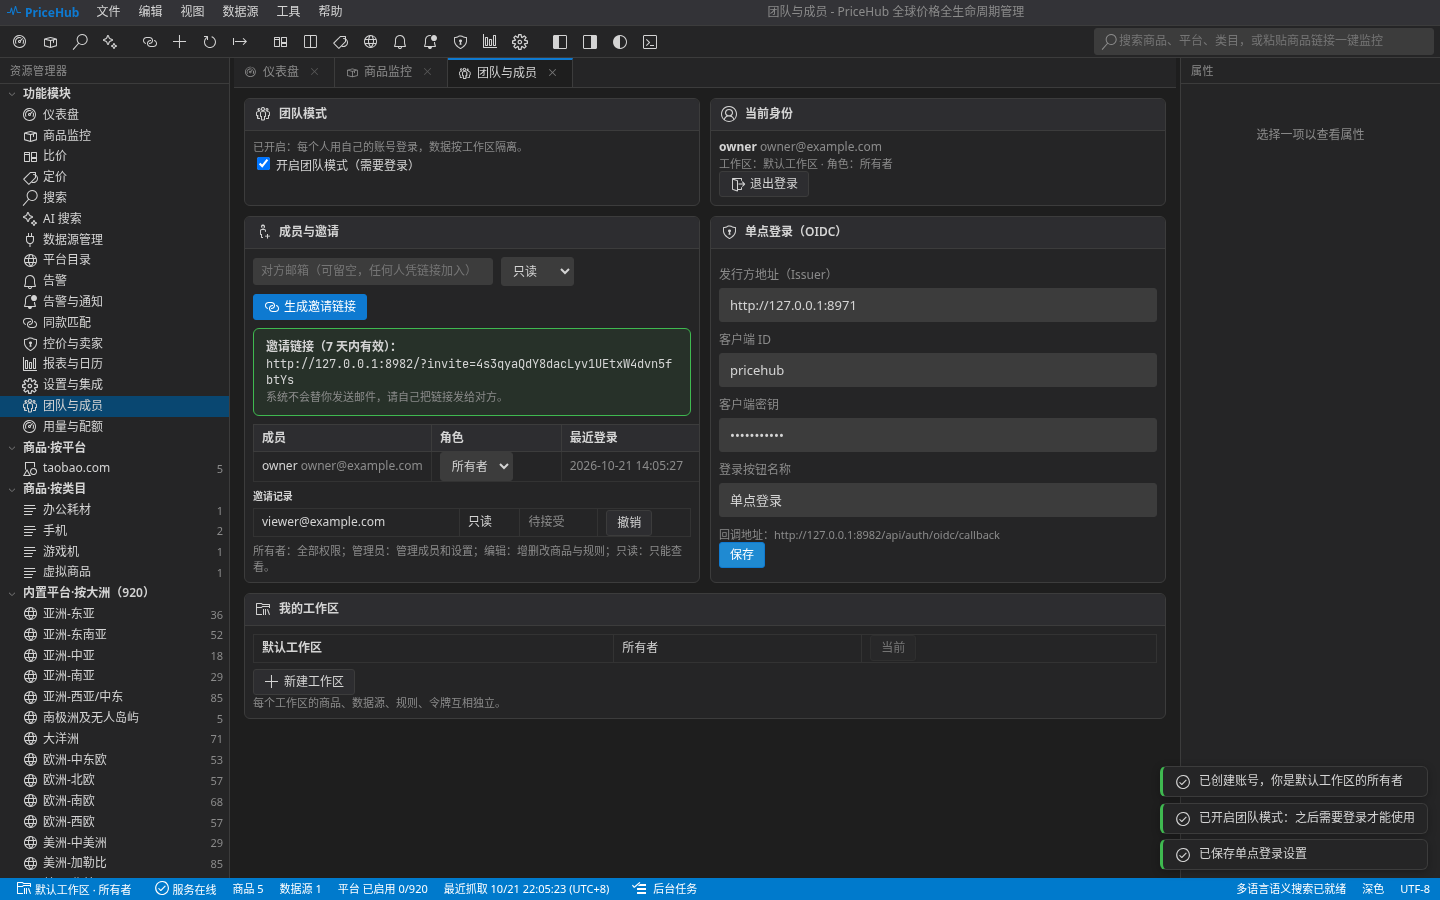 PriceHub 文件 编辑 视图 数据源 工具 帮助 团队与成员 - PriceHub 全球价格全生命周期管理
搜索商品、平台、类目，或粘贴商品链接一键监控
资源管理器
功能模块
仪表盘
商品监控
比价
定价
搜索
AI 搜索
数据源管理
平台目录
告警
告警与通知
同款匹配
控价与卖家
报表与日历
设置与集成
团队与成员
用量与配额
商品·按平台
taobao.com 5
商品·按类目
办公耗材 1
手机 2
游戏机 1
虚拟商品 1
内置平台·按大洲（920）
亚洲-东亚 36
亚洲-东南亚 52
亚洲-中亚 18
亚洲-南亚 29
亚洲-西亚/中东 85
南极洲及无人岛屿 5
大洋洲 71
欧洲-中东欧 53
欧洲-北欧 57
欧洲-南欧 68
欧洲-西欧 57
美洲-中美洲 29
美洲-加勒比 85
仪表盘 商品监控 团队与成员
团队模式
已开启：每个人用自己的账号登录，数据按工作区隔离。
开启团队模式（需要登录）
当前身份
owner owner@example.com
工作区：默认工作区 · 角色：所有者
退出登录
成员与邀请
对方邮箱（可留空，任何人凭链接加入） 只读
生成邀请链接
邀请链接（7 天内有效）：
http://127.0.0.1:8982/?invite=4s3qyaQdY8dacLyv1UEtxW4dvn5f
btYs
系统不会替你发送邮件，请自己把链接发给对方。
成员 角色 最近登录
owner owner@example.com 所有者 2026-10-21 14:05:27
邀请记录
viewer@example.com 只读 待接受 撤销
所有者：全部权限；管理员：管理成员和设置；编辑：增删改商品与规则；只读：只能查
看。
单点登录（OIDC）
发行方地址（Issuer）
http://127.0.0.1:8971
客户端 ID
pricehub
客户端密钥
•••••••••••
登录按钮名称
单点登录
回调地址：http://127.0.0.1:8982/api/auth/oidc/callback
保存
我的工作区
默认工作区 所有者 当前
新建工作区
每个工作区的商品、数据源、规则、令牌互相独立。
属性
选择一项以查看属性
已创建账号，你是默认工作区的所有者
已开启团队模式：之后需要登录才能使用
已保存单点登录设置
默认工作区 · 所有者 服务在线 商品 5 数据源 1 平台 已启用 0/920 最近抓取 10/21 22:05:23 (UTC+8) 后台任务 多语言语义搜索已就绪 深色 UTF-8